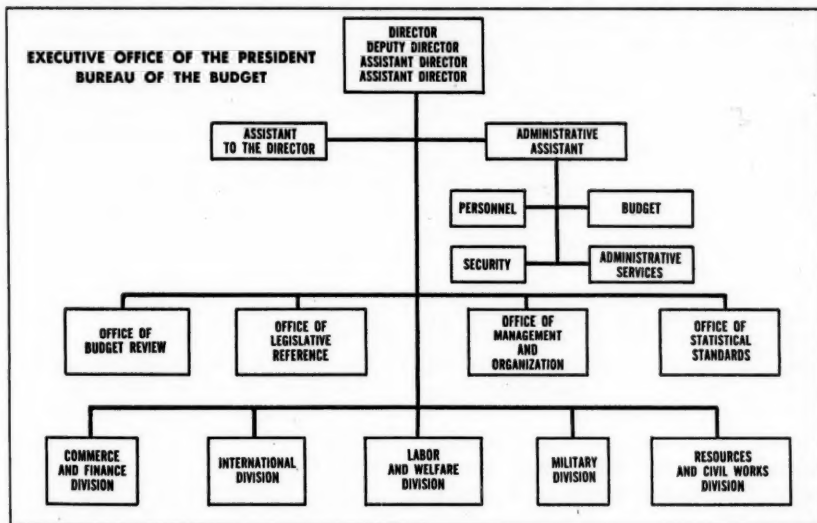 EXECUTIVE OFFICE OF THE PRESIDENT
BUREAU OF THE BUDGET
DIRECTOR
DEPUTY DIRECTOR
ASSISTANT DIRECTOR
ASSISTANT DIRECTOR
ASSISTANT
TO THE DIRECTOR
ADMINISTRATIVE
ASSISTANT
PERSONNEL
BUDGET
SECURITY
ADMINISTRATIVE
SERVICES
OFFICE OF
BUDGET REVIEW
OFFICE OF
LEGISLATIVE
REFERENCE
OFFICE OF
MANAGEMENT
AND
ORGANIZATION
OFFICE OF
STATISTICAL
STANDARDS
COMMERCE
AND FINANCE
DIVISION
INTERNATIONAL
DIVISION
LABOR
AND WELFARE
DIVISION
MILITARY
DIVISION
RESOURCES
AND CIVIL WORKS
DIVISION